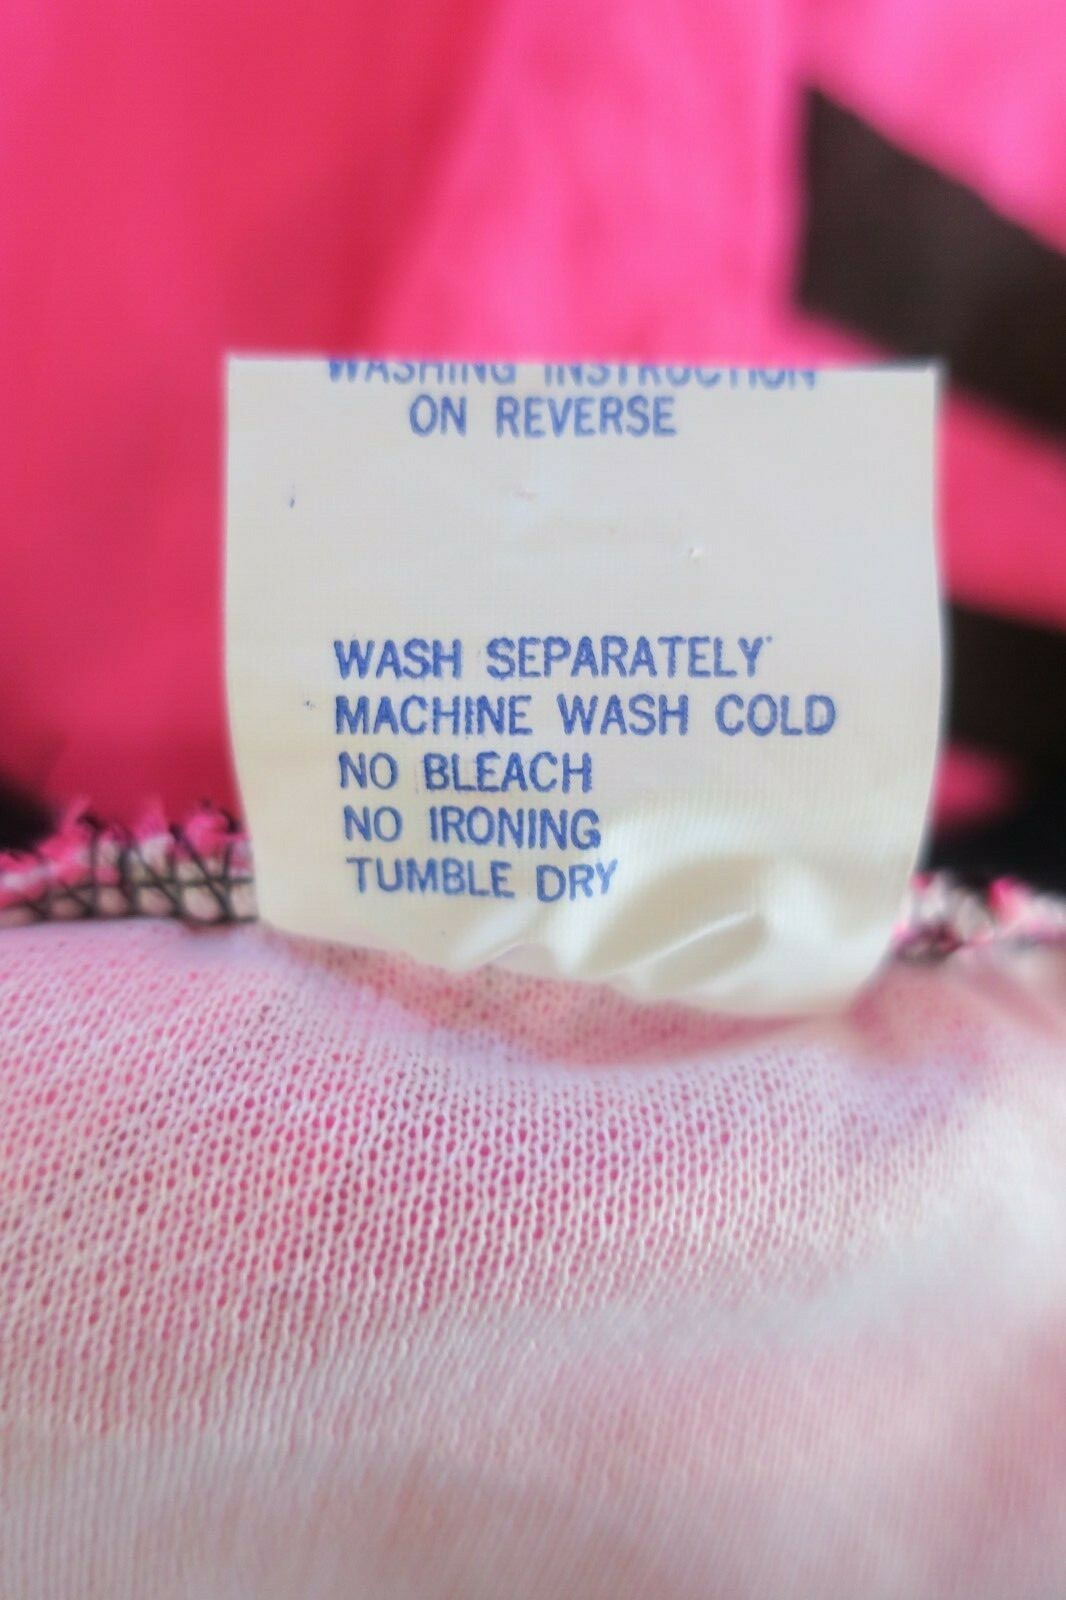 WASHING INSTRUCTION
ON REVERSE
WASH SEPARATELY
MACHINE WASH COLD
NO BLEACH
NO IRONING
TUMBLE DRY